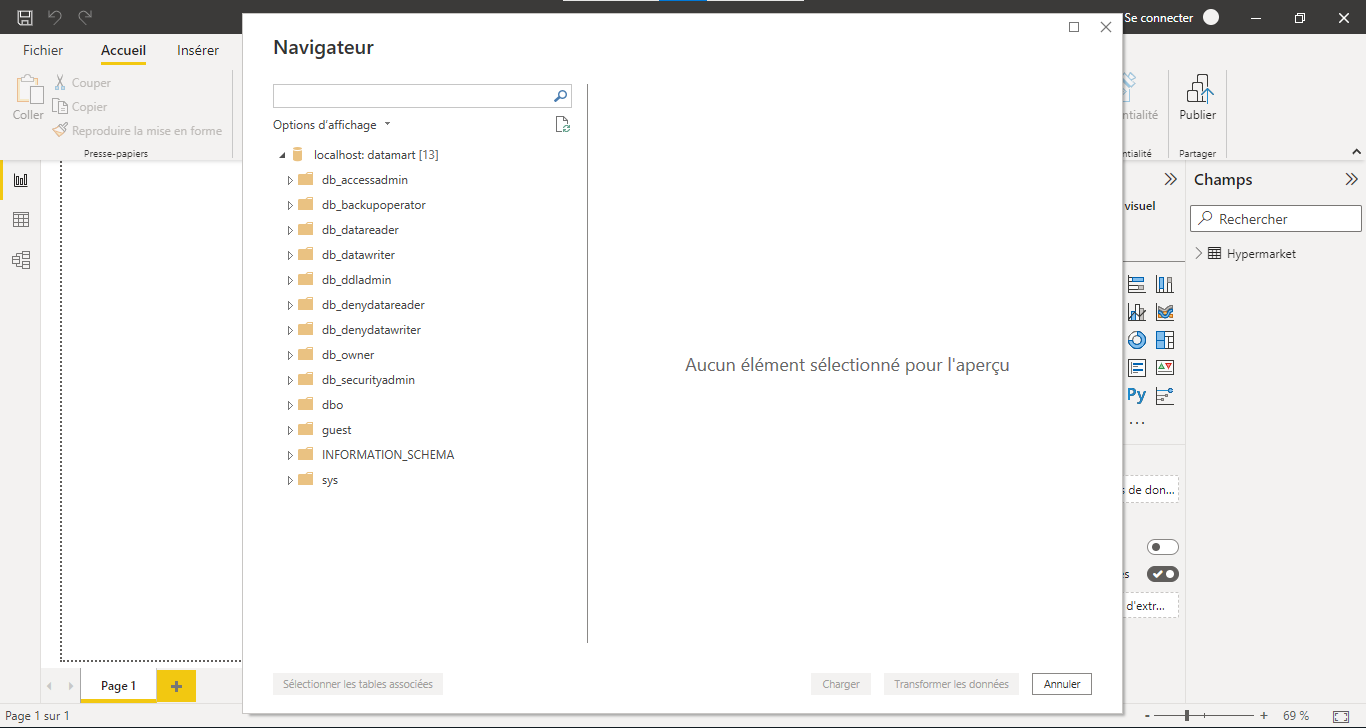 Se connecter
Fichier
Accueil
Insérer
Coller
Couper
Copier
Reproduire la mise en forme
Presse-papiers
Navigateur
Options d'affichage
localhost: datamart [13]
db_accessadmin
db_backupoperator
db_datareader
db_datawriter
db_ddladmin
db_denydatareader
db_denydatawriter
db_owner
db_securityadmin
dbo
guest
INFORMATION_SCHEMA
sys
Aucun élément sélectionné pour l'aperçu
Sélectionner les tables associées
Charger
Transformer les données
Annuler
ntialité
Publier
ntialité
Partager
visuel
Champs
Rechercher
Hypermarket
Py
s de don...
es
d'extr...
Page 1
Page 1 sur 1
- + 69 %